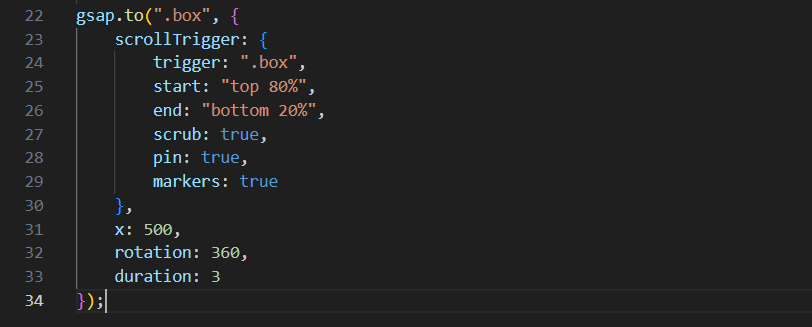 22 gsap.to(".box", {
23     scrollTrigger: {
24         trigger: ".box",
25         start: "top 80%",
26         end: "bottom 20%",
27         scrub: true,
28         pin: true,
29         markers: true
30     },
31     x: 500,
32     rotation: 360,
33     duration: 3
34 });